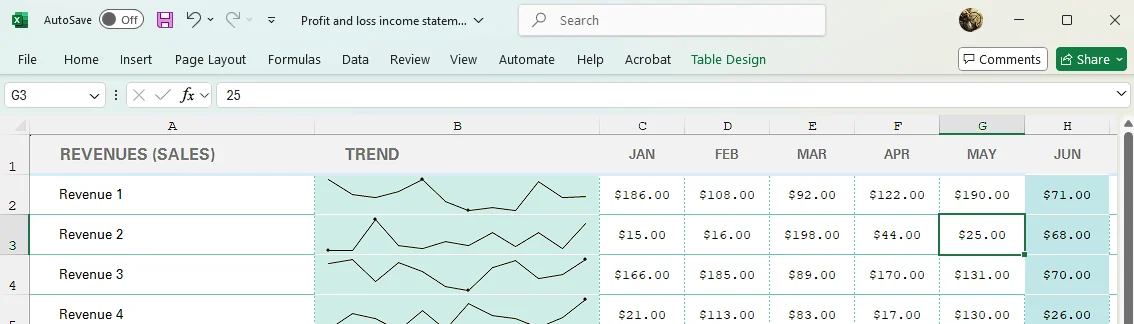 AutoSave Off Profit and loss income statem... Search
File Home Insert Page Layout Formulas Data Review View Automate Help Acrobat Table Design Comments Share
G3 fx 25
A B C D E F G H
1 REVENUES (SALES) TREND JAN FEB MAR APR MAY JUN
2 Revenue 1 $186.00 $108.00 $92.00 $122.00 $190.00 $71.00
3 Revenue 2 $15.00 $16.00 $198.00 $44.00 $25.00 $68.00
4 Revenue 3 $166.00 $185.00 $89.00 $170.00 $131.00 $70.00
5 Revenue 4 $21.00 $113.00 $83.00 $17.00 $130.00 $26.00